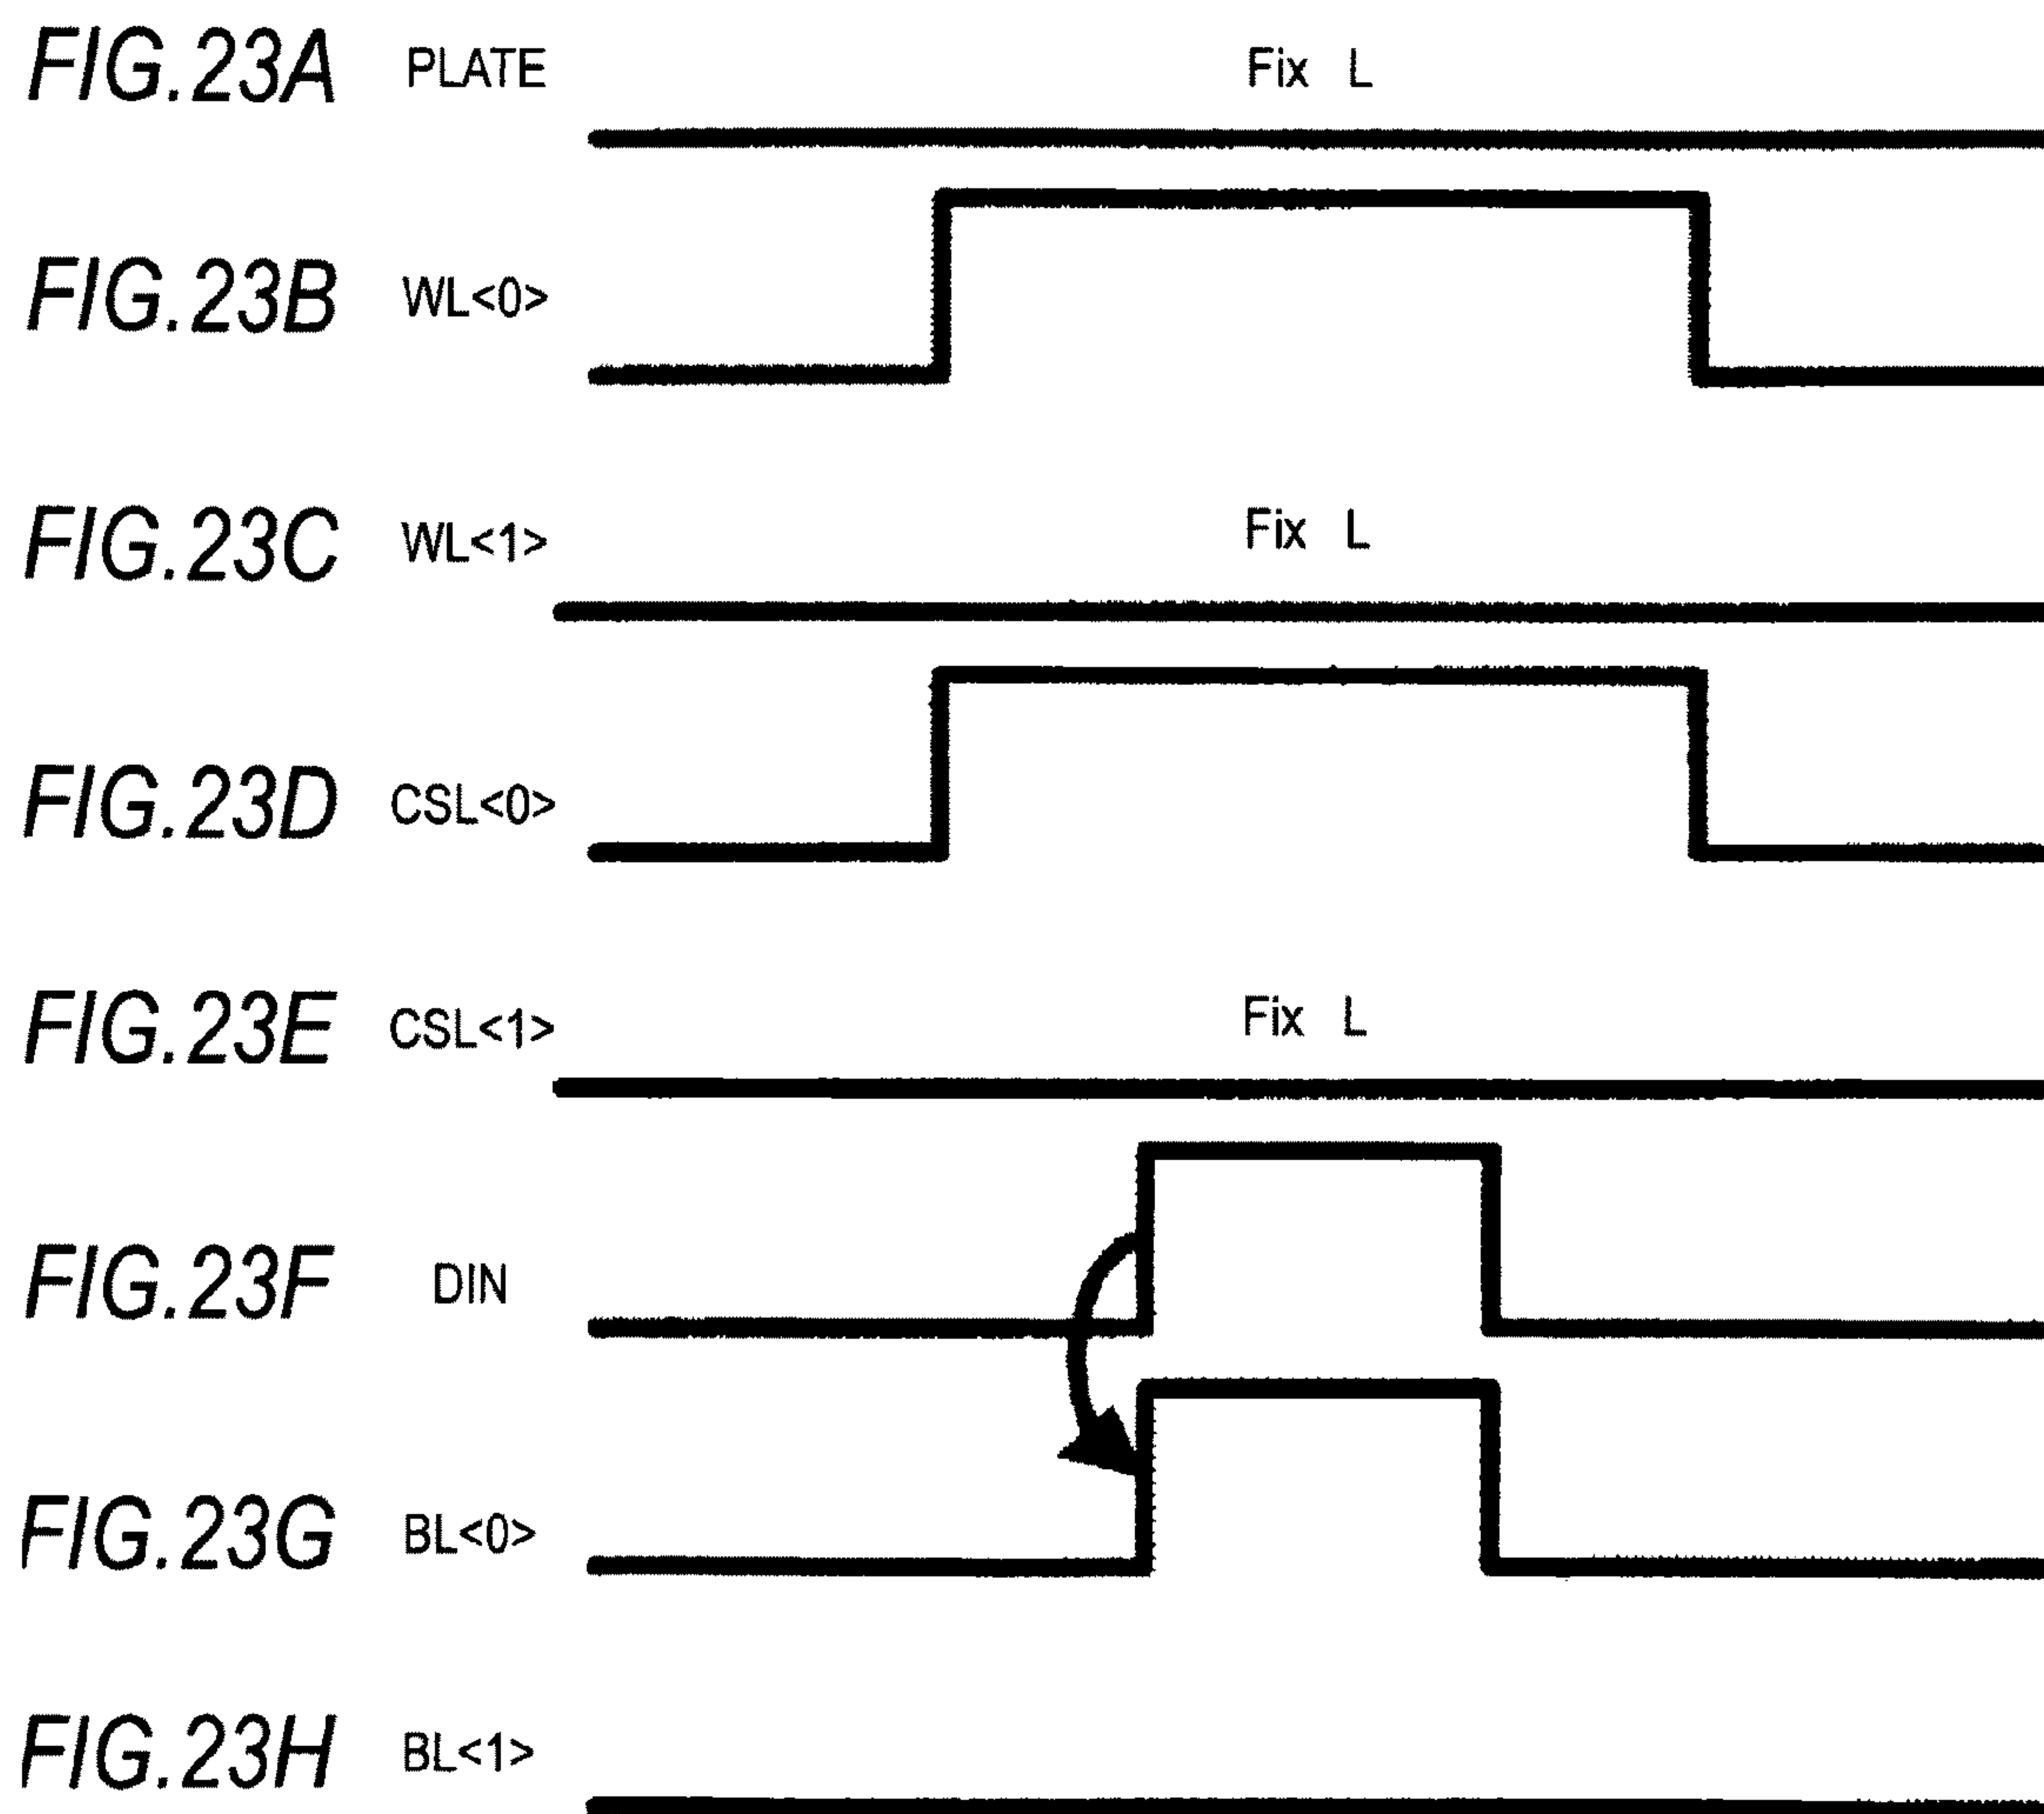 FIG.23A PLATE Fix L
FIG.23B WL<0>
FIG.23C WL<1> Fix L
FIG.23D CSL<0>
FIG.23E CSL<1> Fix L
FIG.23F DIN
FIG.23G BL<0>
FIG.23H BL<1>